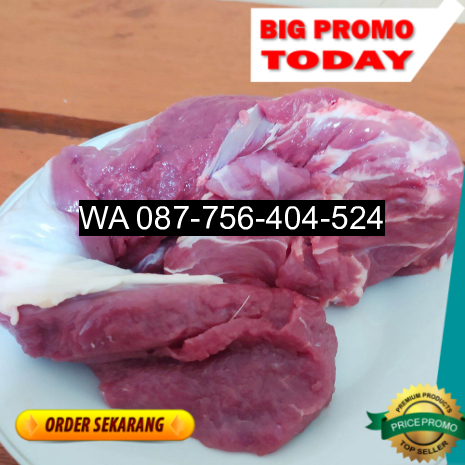 BIG PROMO
TODAY
WA 087-756-404-524
ORDER SEKARANG
PREMIUM PRODUCTS
PRICE PROMO
TOP SELLER